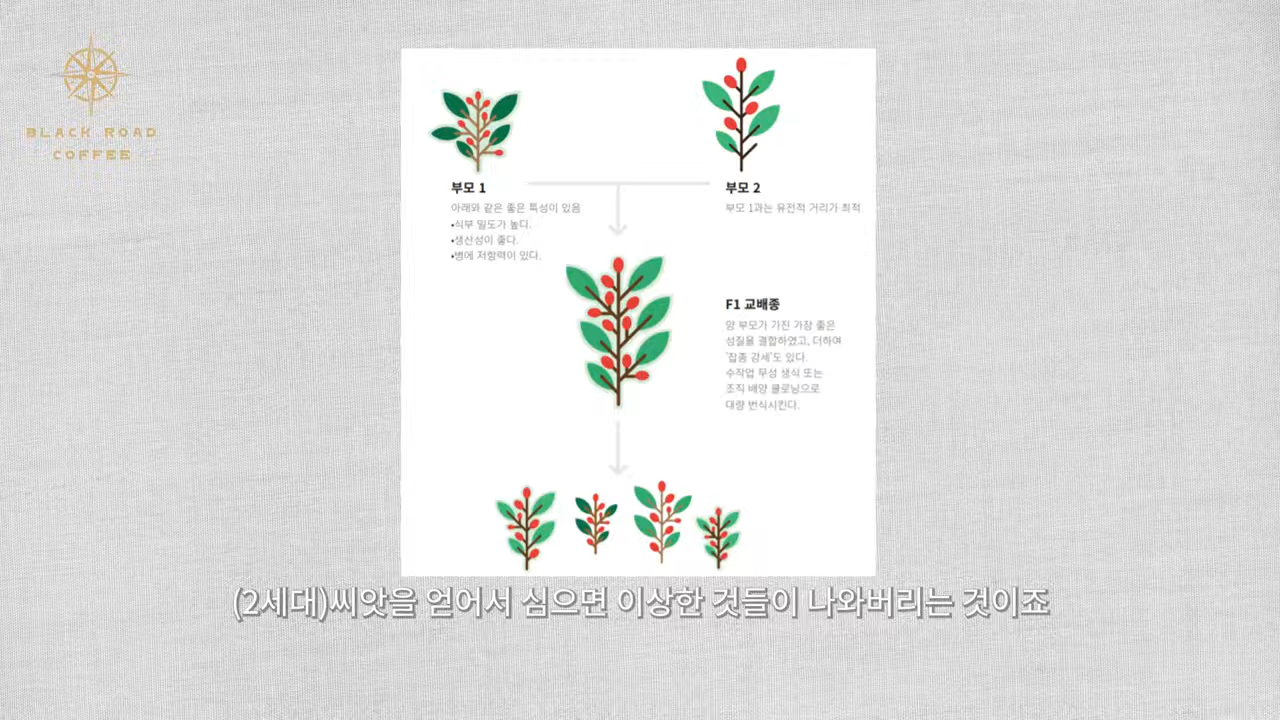 BLACK ROAD
COFFEE
부모 1
아래와 같은 좋은 특성이 있음
•식부 밀도가 높다.
•생산성이 좋다.
•병에 저항력이 있다.
부모 2
부모 1과는 유전적 거리가 최적
F1 교배종
양 부모가 가진 가장 좋은
성질을 결합하였고, 더하여
'잡종 강세'도 있다.
수작업 무성 생식 또는
조직 배양 클로닝으로
대량 번식시킨다.
(2세대)씨앗을 얻어서 심으면 이상한 것들이 나와버리는 것이죠